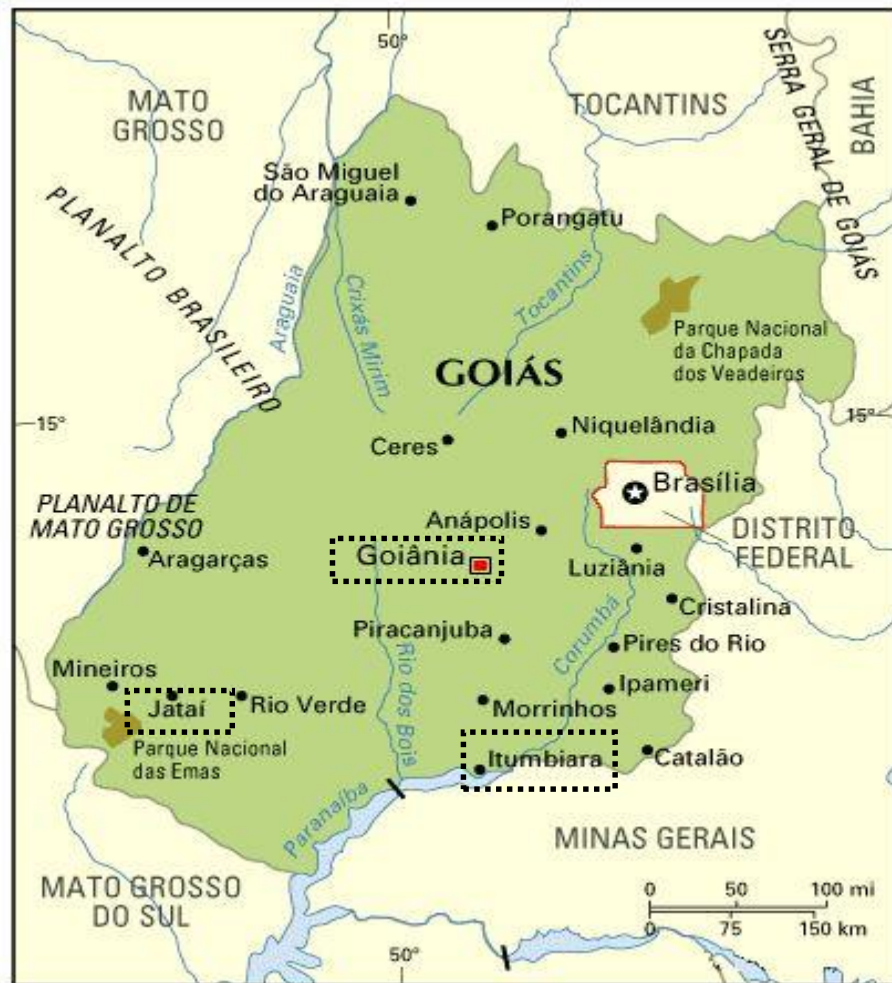 50°
MATO
GROSSO
TOCANTINS
SERRA GERAL DE GOIÁS
BAHIA
São Miguel
do Araguaia
Porangatu
PLANALTO BRASILEIRO
Araguaia
Crixás Mirim
Tocantins
Parque Nacional
da Chapada
dos Veadeiros
GOIÁS
15°
15°
Ceres
Niquelândia
Brasília
PLANALTO DE
MATO GROSSO
Anápolis
DISTRITO
FEDERAL
Aragarças
Goiânia
Luziânia
Cristalina
Corumbá
Piracanjuba
Pires do Rio
Rio dos Bois
Mineiros
Ipameri
Jataí
Rio Verde
Morrinhos
Parque Nacional
das Emas
Itumbiara
Catalão
Paranaíba
MINAS GERAIS
MATO GROSSO
DO SUL
0 50 100 mi
0 75 150 km
50°